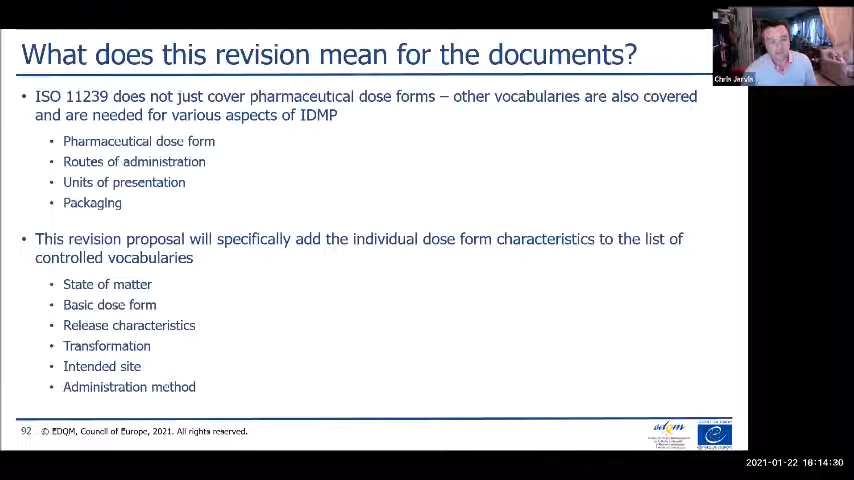 What does this revision mean for the documents?
Chris Jarvis
• ISO 11239 does not just cover pharmaceutical dose forms – other vocabularies are also covered
and are needed for various aspects of IDMP
• Pharmaceutical dose form
• Routes of administration
• Units of presentation
• Packaging
• This revision proposal will specifically add the individual dose form characteristics to the list of
controlled vocabularies
• State of matter
• Basic dose form
• Release characteristics
• Transformation
• Intended site
• Administration method
92 © EDQM, Council of Europe, 2021. All rights reserved.
edqm
2021-01-22 16:14:30